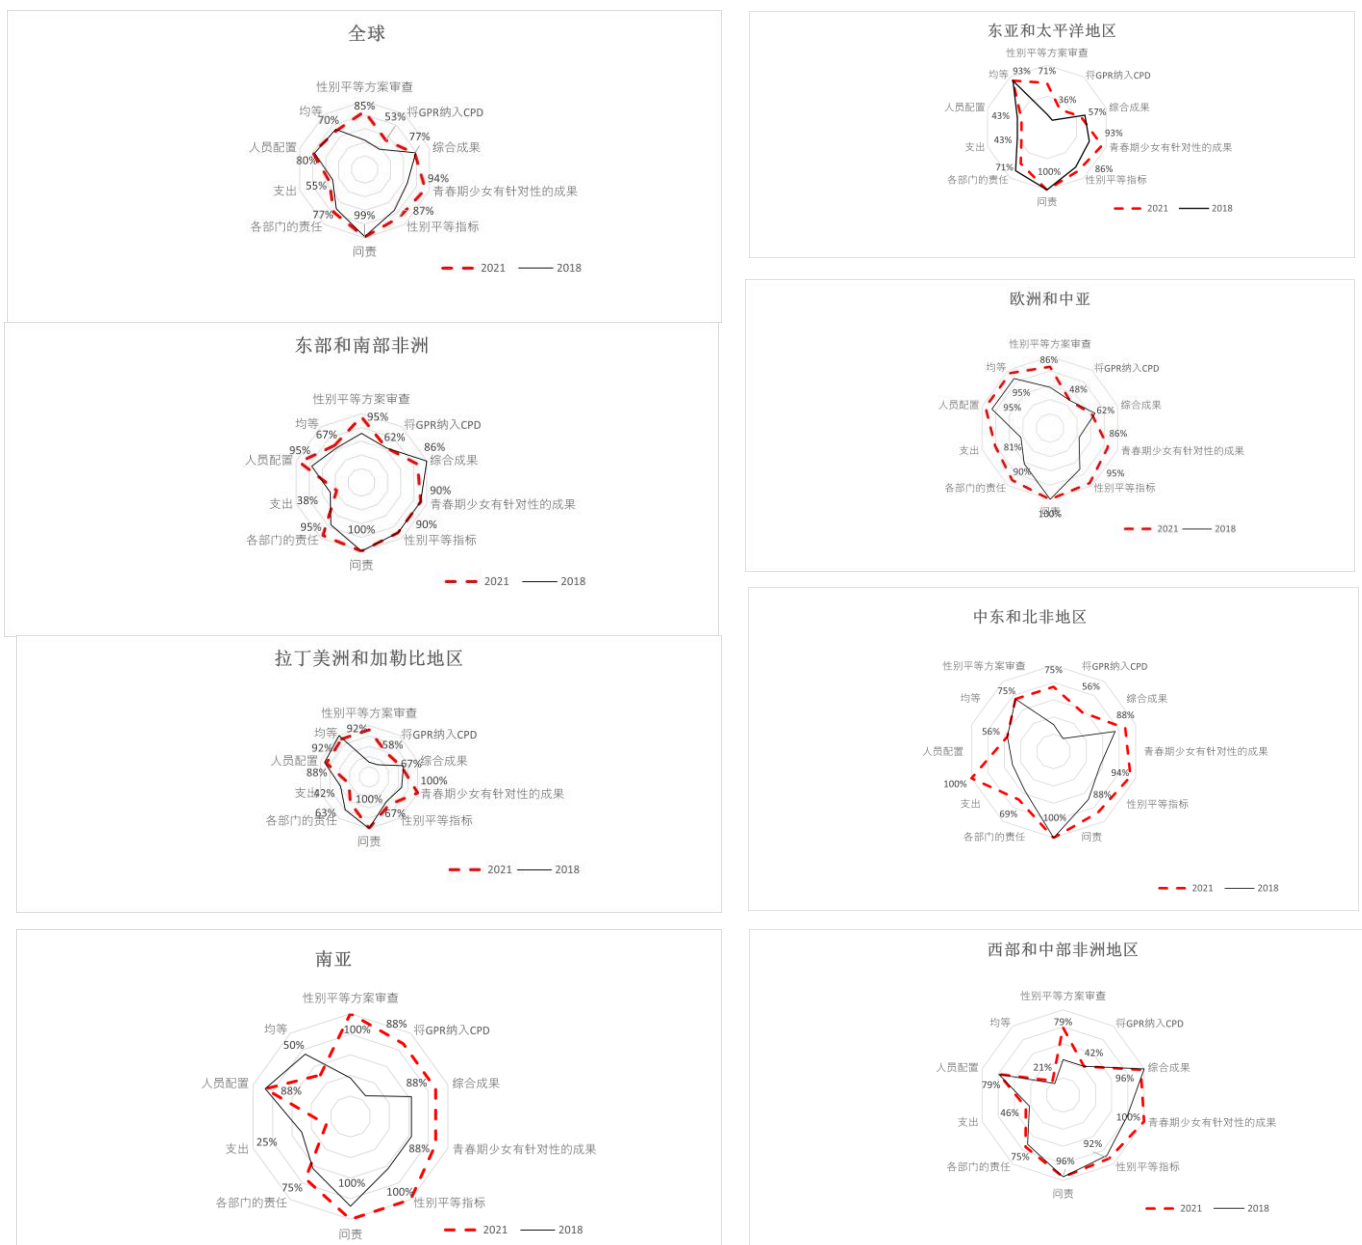 全球
性别平等方案审查
85%
将GPR纳入CPD
53%
77%
综合成果
94%
青春期少女有针对性的成果
87%
性别平等指标
99%
问责
77%
各部门的责任
55%
支出
80%
人员配置
70%
均等
2021
2018
东亚和太平洋地区
性别平等方案审查
71%
将GPR纳入CPD
36%
57%
综合成果
93%
青春期少女有针对性的成果
86%
性别平等指标
100%
问责
71%
各部门的责任
43%
支出
43%
人员配置
93%
均等
2021
2018
东部和南部非洲
性别平等方案审查
95%
将GPR纳入CPD
62%
86%
综合成果
90%
青春期少女有针对性的成果
90%
性别平等指标
100%
问责
95%
各部门的责任
38%
支出
95%
人员配置
67%
均等
2021
2018
欧洲和中亚
性别平等方案审查
86%
将GPR纳入CPD
48%
62%
综合成果
86%
青春期少女有针对性的成果
95%
性别平等指标
问责
100%
90%
各部门的责任
81%
支出
95%
人员配置
95%
均等
2021
2018
拉丁美洲和加勒比地区
性别平等方案审查
92%
将GPR纳入CPD
58%
67%
综合成果
100%
青春期少女有针对性的成果
67%
性别平等指标
100%
问责
63%
各部门的责任
42%
支出
88%
人员配置
92%
均等
2021
2018
中东和北非地区
性别平等方案审查
75%
将GPR纳入CPD
56%
综合成果
88%
青春期少女有针对性的成果
94%
性别平等指标
88%
问责
100%
各部门的责任
69%
支出
100%
人员配置
56%
均等
75%
2021
2018
南亚
性别平等方案审查
100%
88%
将GPR纳入CPD
88%
综合成果
88%
青春期少女有针对性的成果
100%
性别平等指标
100%
问责
75%
各部门的责任
25%
支出
88%
人员配置
50%
均等
2021
2018
西部和中部非洲地区
性别平等方案审查
79%
将GPR纳入CPD
42%
96%
综合成果
100%
青春期少女有针对性的成果
92%
性别平等指标
96%
问责
75%
各部门的责任
46%
支出
79%
人员配置
21%
均等
2021
2018